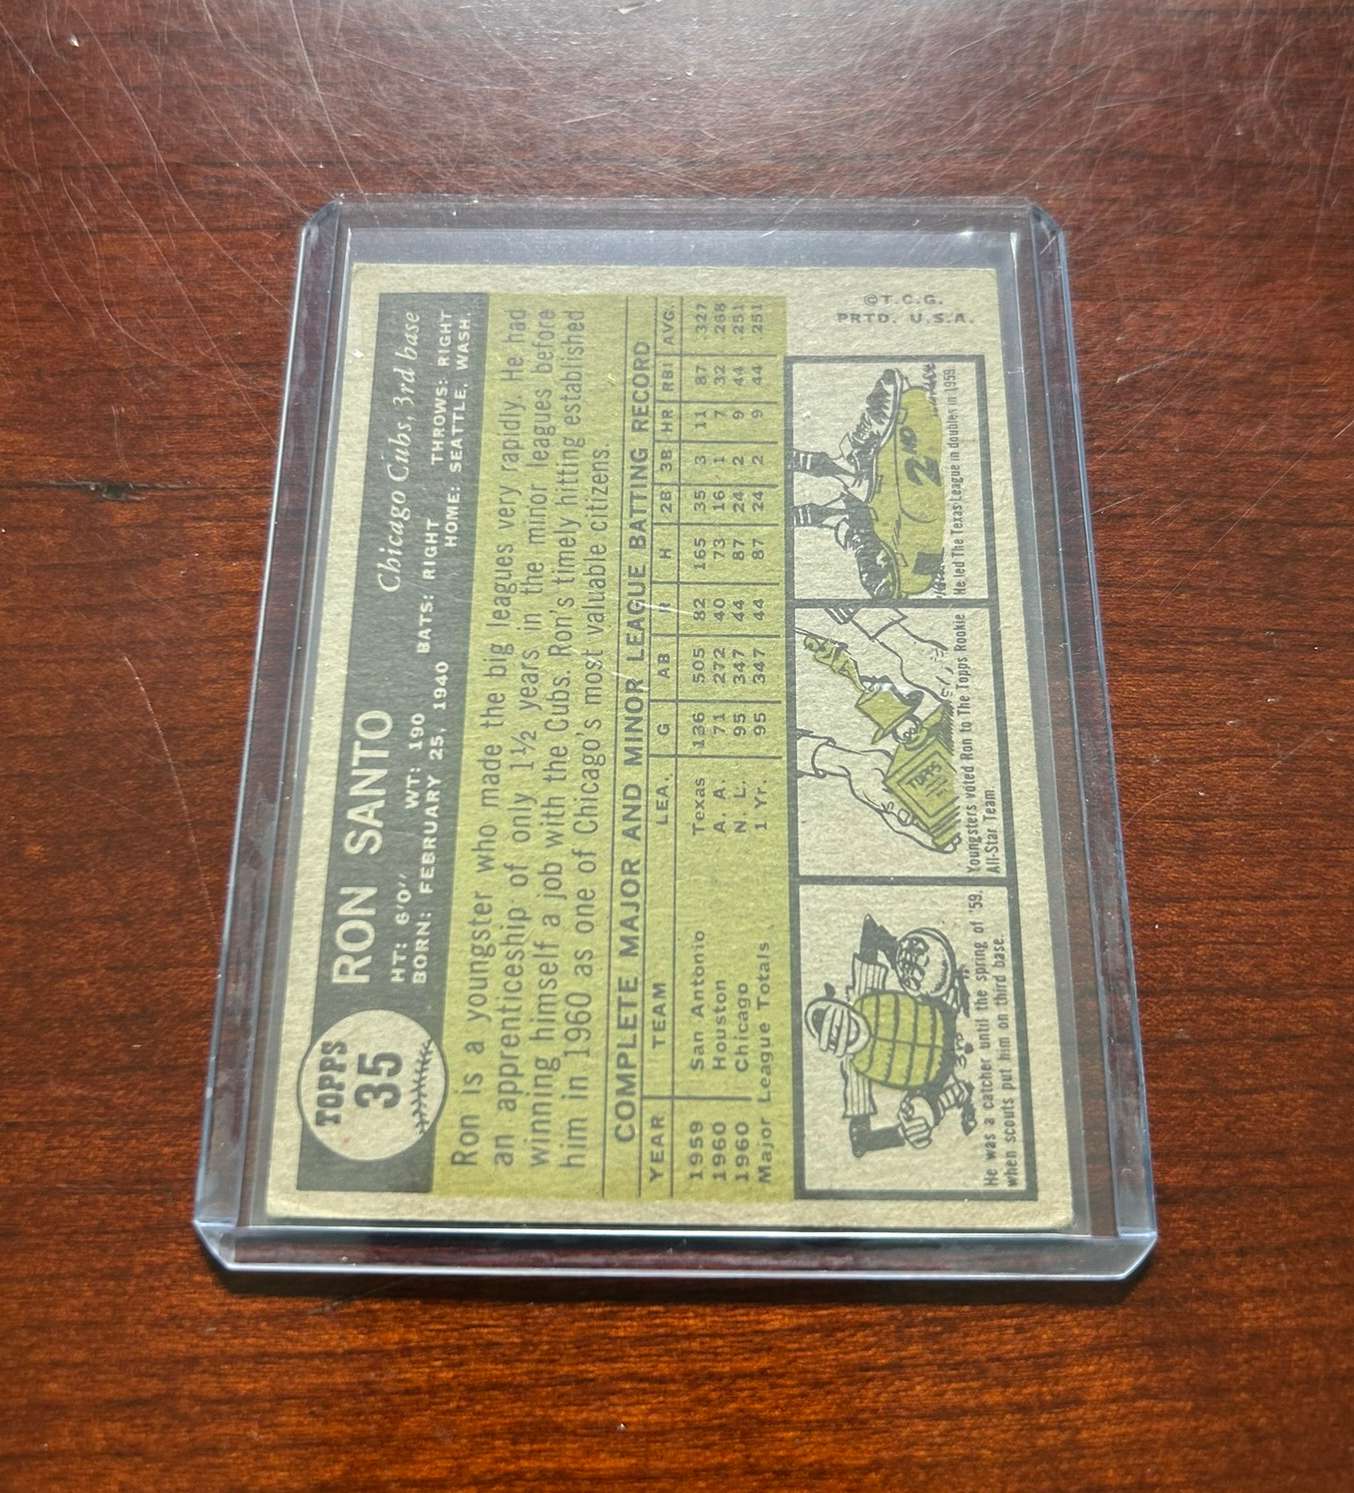 TOPPS
35
RON SANTO
Chicago Cubs, 3rd base
HT: 6'0" WT: 190 BATS: RIGHT THROWS: RIGHT
BORN: FEBRUARY 25, 1940 HOME: SEATTLE, WASH.
Ron is a youngster who made the big leagues very rapidly. He had
an apprenticeship of only 1½ years in the minor leagues before
winning himself a job with the Cubs. Ron's timely hitting established
him in 1960 as one of Chicago's most valuable citizens.
COMPLETE MAJOR AND MINOR LEAGUE BATTING RECORD
YEAR TEAM LEA. G AB R H 2B 3B HR RBI AVG.
1959 San Antonio Texas 136 505 82 165 35 3 11 87 .327
1960 Houston A. A. 71 272 40 73 16 1 7 32 .268
1960 Chicago N. L. 95 347 44 87 24 2 9 44 .251
Major League Totals 1 Yr. 95 347 44 87 24 2 9 44 .251
3RD
He was a catcher until the spring of '59.
when scouts put him on third base.
TOPPS
Youngsters voted Ron to The Topps Rookie
All-Star Team.
2ND
He led The Texas League in doubles in 1959.
©T.C.G.
PRTD. U.S.A.